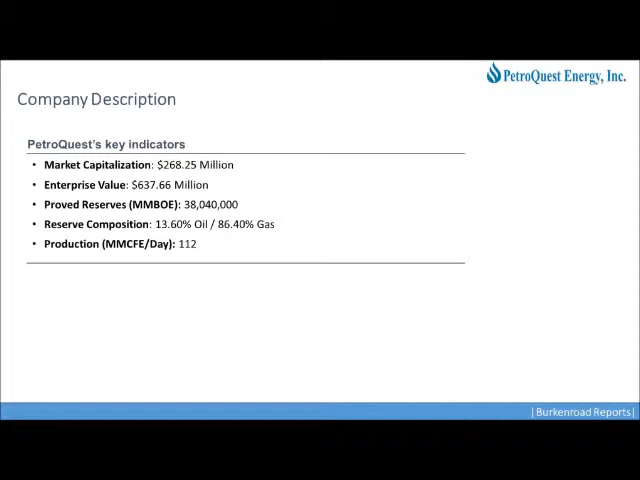 PetroQuest Energy, Inc.
Company Description
PetroQuest's key indicators
• Market Capitalization: $268.25 Million
• Enterprise Value: $637.66 Million
• Proved Reserves (MMBOE): 38,040,000
• Reserve Composition: 13.60% Oil / 86.40% Gas
• Production (MMCFE/Day): 112
|Burkenroad Reports|